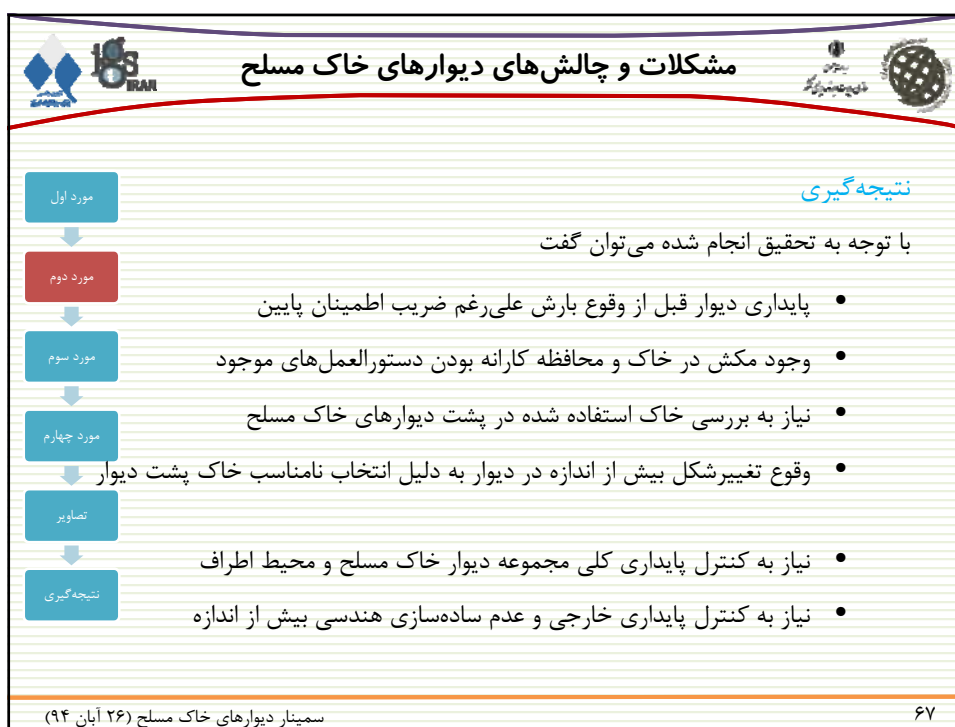 مشکلات و چالش‌های دیوارهای خاک مسلح
IGS
IRAN
نتیجه‌گیری
با توجه به تحقیق انجام شده می‌توان گفت
• پایداری دیوار قبل از وقوع بارش علی‌رغم ضریب اطمینان پایین
• وجود مکش در خاک و محافظه کارانه بودن دستورالعمل‌های موجود
• نیاز به بررسی خاک استفاده شده در پشت دیوارهای خاک مسلح
• وقوع تغییرشکل بیش از اندازه در دیوار به دلیل انتخاب نامناسب خاک پشت دیوار
• نیاز به کنترل پایداری کلی مجموعه دیوار خاک مسلح و محیط اطراف
• نیاز به کنترل پایداری خارجی و عدم ساده‌سازی هندسی بیش از اندازه
مورد اول
مورد دوم
مورد سوم
مورد چهارم
تصاویر
نتیجه‌گیری
۶۷
سمینار دیوارهای خاک مسلح (۲۶ آبان ۹۴)